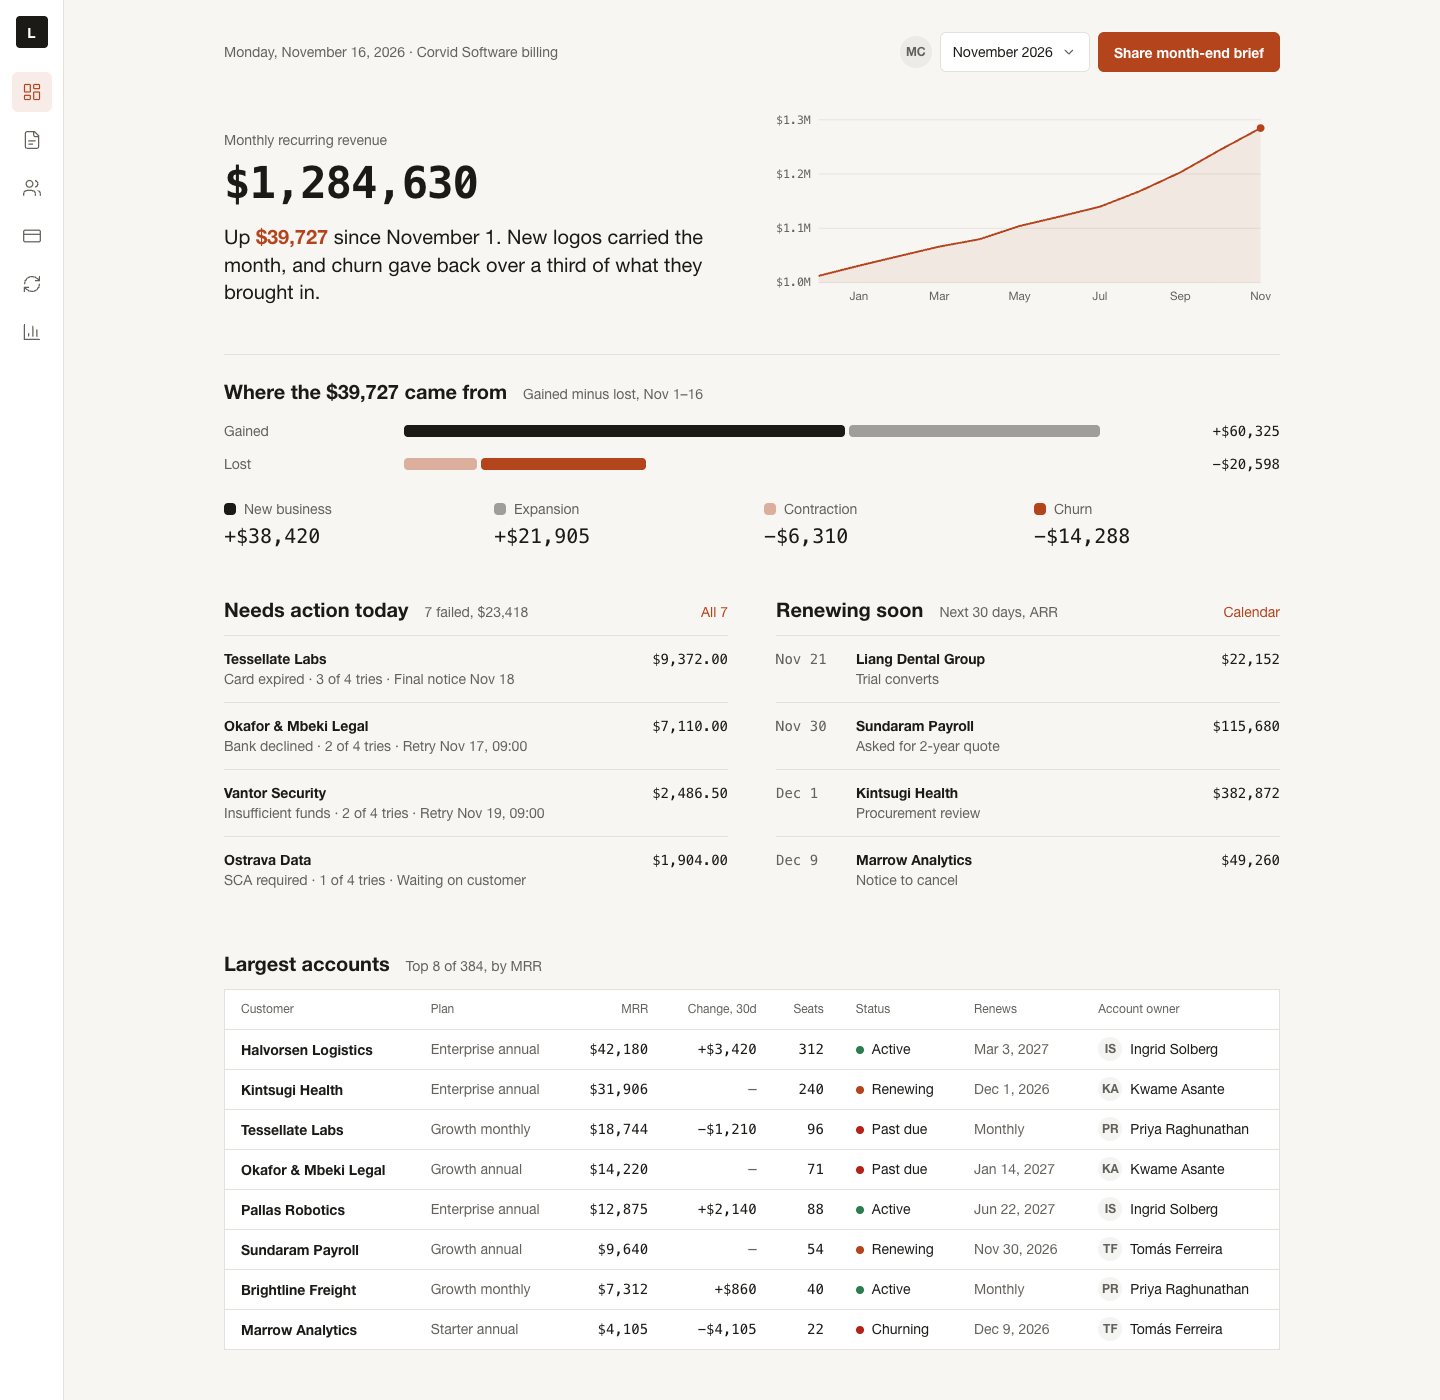 L
Monday, November 16, 2026 · Corvid Software billing
MC
November 2026
Share month-end brief
Monthly recurring revenue
$1,284,630
Up $39,727 since November 1. New logos carried the
month, and churn gave back over a third of what they
brought in.
$1.3M
$1.2M
$1.1M
$1.0M
Jan Mar May Jul Sep Nov
Where the $39,727 came from Gained minus lost, Nov 1–16
Gained +$60,325
Lost −$20,598
New business Expansion Contraction Churn
+$38,420 +$21,905 −$6,310 −$14,288
Needs action today 7 failed, $23,418 All 7
Tessellate Labs $9,372.00
Card expired · 3 of 4 tries · Final notice Nov 18
Okafor & Mbeki Legal $7,110.00
Bank declined · 2 of 4 tries · Retry Nov 17, 09:00
Vantor Security $2,486.50
Insufficient funds · 2 of 4 tries · Retry Nov 19, 09:00
Ostrava Data $1,904.00
SCA required · 1 of 4 tries · Waiting on customer
Renewing soon Next 30 days, ARR Calendar
Nov 21 Liang Dental Group $22,152
Trial converts
Nov 30 Sundaram Payroll $115,680
Asked for 2-year quote
Dec 1 Kintsugi Health $382,872
Procurement review
Dec 9 Marrow Analytics $49,260
Notice to cancel
Largest accounts Top 8 of 384, by MRR
Customer Plan MRR Change, 30d Seats Status Renews Account owner
Halvorsen Logistics Enterprise annual $42,180 +$3,420 312 Active Mar 3, 2027 IS Ingrid Solberg
Kintsugi Health Enterprise annual $31,906 – 240 Renewing Dec 1, 2026 KA Kwame Asante
Tessellate Labs Growth monthly $18,744 −$1,210 96 Past due Monthly PR Priya Raghunathan
Okafor & Mbeki Legal Growth annual $14,220 – 71 Past due Jan 14, 2027 KA Kwame Asante
Pallas Robotics Enterprise annual $12,875 +$2,140 88 Active Jun 22, 2027 IS Ingrid Solberg
Sundaram Payroll Growth annual $9,640 – 54 Renewing Nov 30, 2026 TF Tomás Ferreira
Brightline Freight Growth monthly $7,312 +$860 40 Active Monthly PR Priya Raghunathan
Marrow Analytics Starter annual $4,105 −$4,105 22 Churning Dec 9, 2026 TF Tomás Ferreira